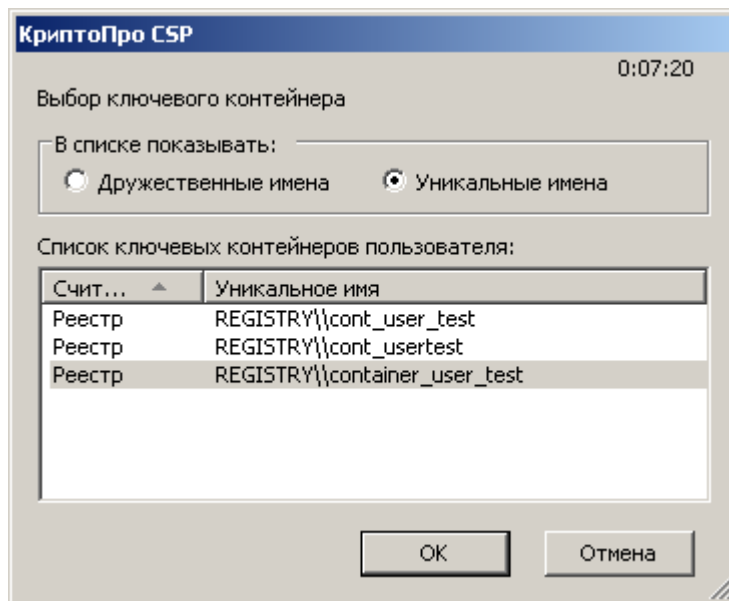 КриптоПро CSP
0:07:20
Выбор ключевого контейнера
В списке показывать:
Дружественные имена Уникальные имена
Список ключевых контейнеров пользователя:
Счит... Уникальное имя
Реестр REGISTRY\\cont_user_test
Реестр REGISTRY\\cont_usertest
Реестр REGISTRY\\container_user_test
ОК Отмена